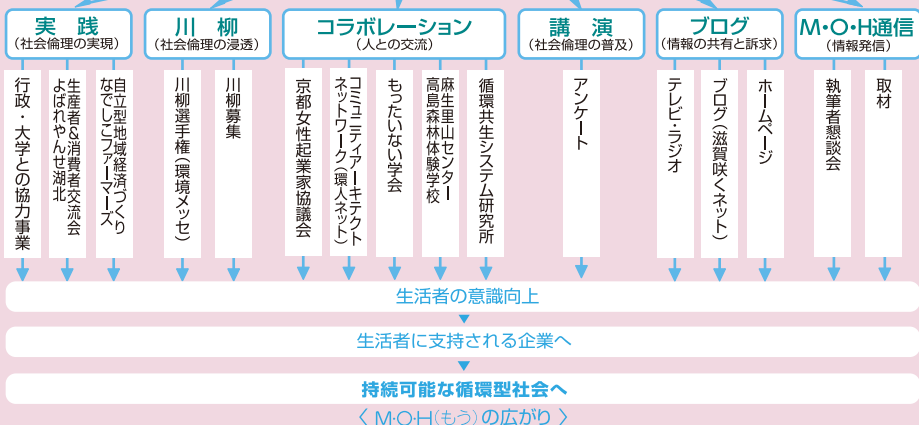 実践
(社会倫理の実現)
川柳
(社会倫理の浸透)
コラボレーション
(人との交流)
講演
(社会倫理の普及)
ブログ
(情報の共有と訴求)
M・O・H通信
(情報発信)
行政・大学との協力事業
生産者&消費者交流会
よばれやんせ湖北
自立型地域経済づくり
なでしこファーマーズ
川柳選手権(環境メッセ)
川柳募集
京都女性起業家協議会
コミュニティアーキテクト
ネットワーク(環人ネット)
もったいない学会
麻生里山センター
高島森林体験学校
循環共生システム研究所
アンケート
テレビ・ラジオ
ブログ(滋賀咲くネット)
ホームページ
執筆者懇談会
取材
生活者の意識向上
生活者に支持される企業へ
持続可能な循環型社会へ
〈 M・O・H(もう)の広がり 〉